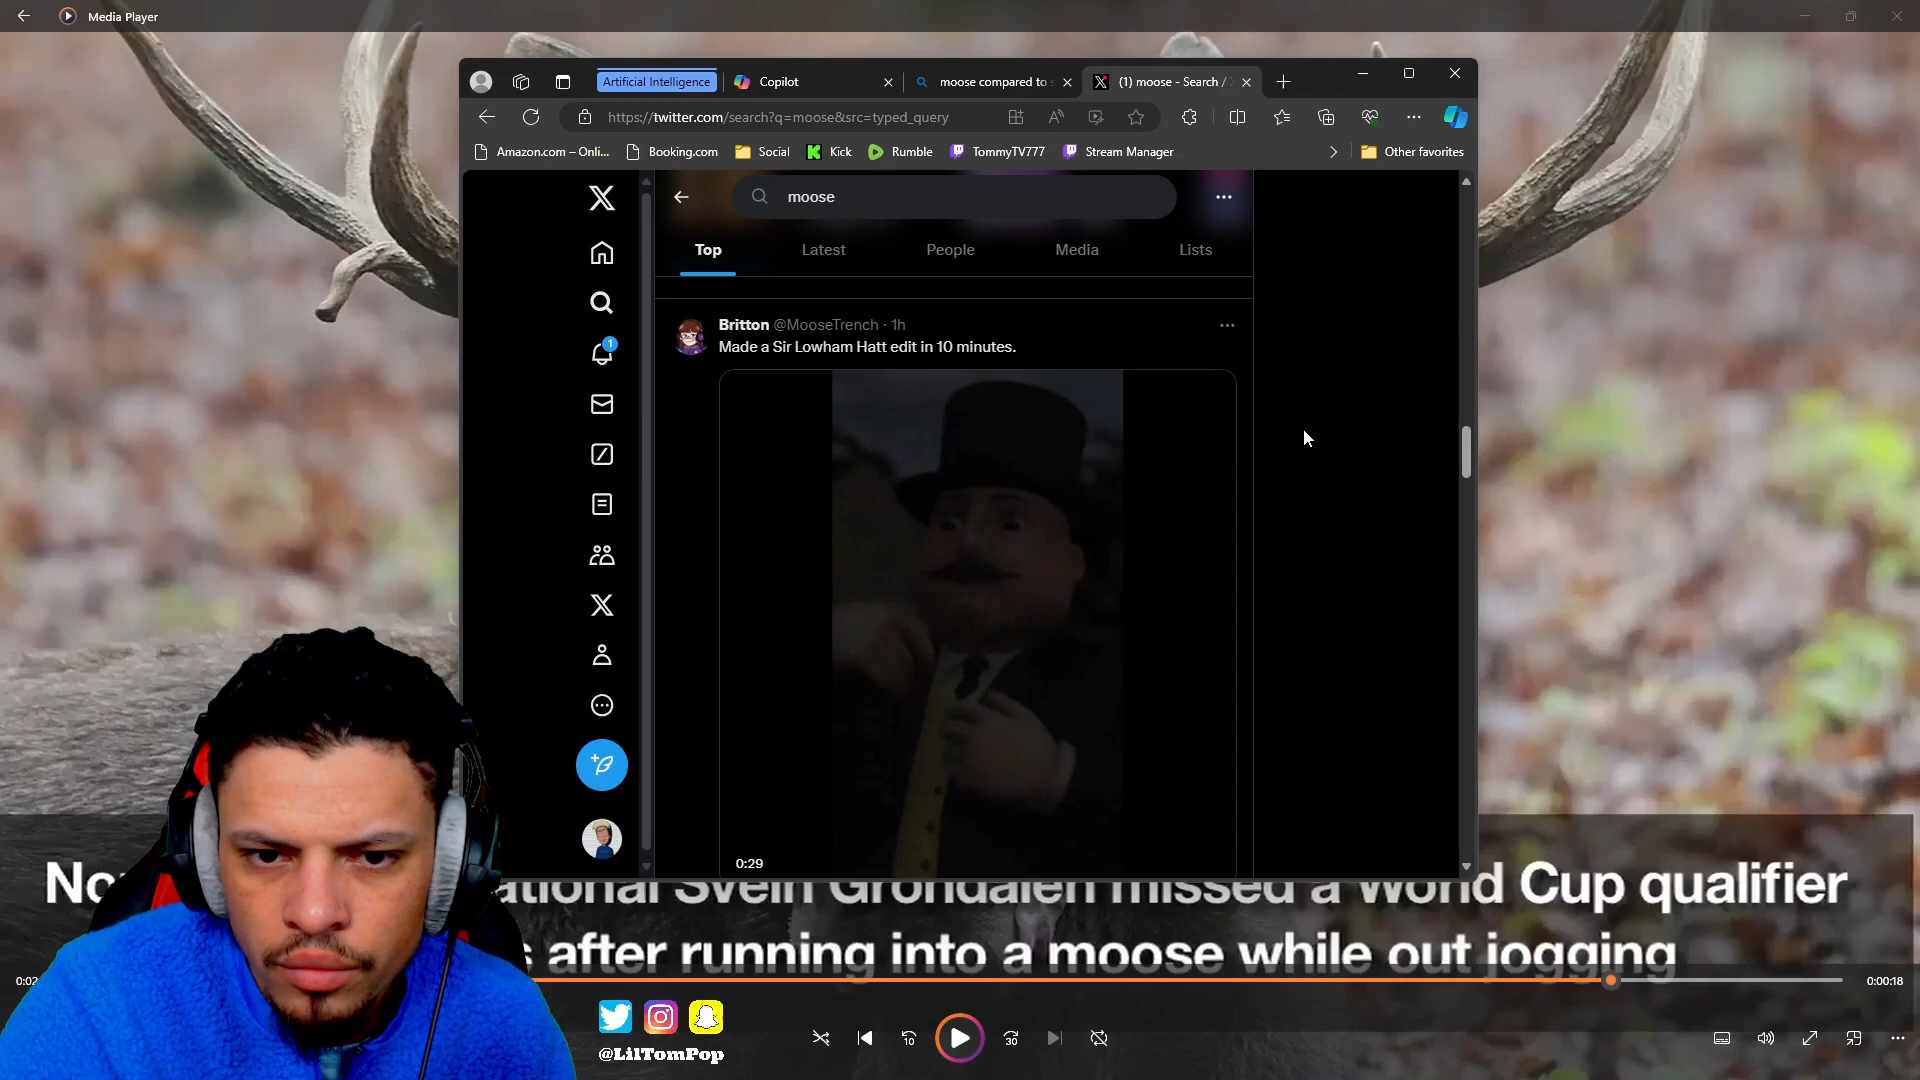 Media Player
Artificial Intelligence
Copilot
moose compared to
(1) moose - Search /
https://twitter.com/search?q=moose&src=typed_query
Amazon.com – Onli...
Booking.com
Social
Kick
Rumble
TommyTV777
Stream Manager
Other favorites
moose
Top
Latest
People
Media
Lists
1
Britton @MooseTrench · 1h
Made a Sir Lowham Hatt edit in 10 minutes.
0:29
ational Svein Grondalen missed a World Cup qualifier
after running into a moose while out jogging
0:00:18
@LilTomPop
10
30